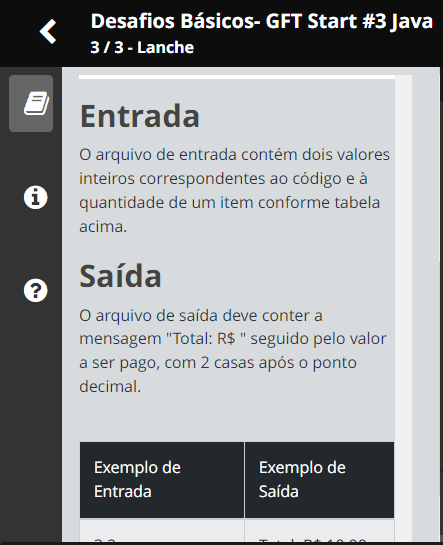 Desafios Básicos- GFT Start #3 Java
3 / 3 - Lanche
Entrada
O arquivo de entrada contém dois valores
inteiros correspondentes ao código e à
quantidade de um item conforme tabela
acima.
Saída
O arquivo de saída deve conter a
mensagem "Total: R$ " seguido pelo valor
a ser pago, com 2 casas após o ponto
decimal.
Exemplo de
Entrada
Exemplo de
Saída